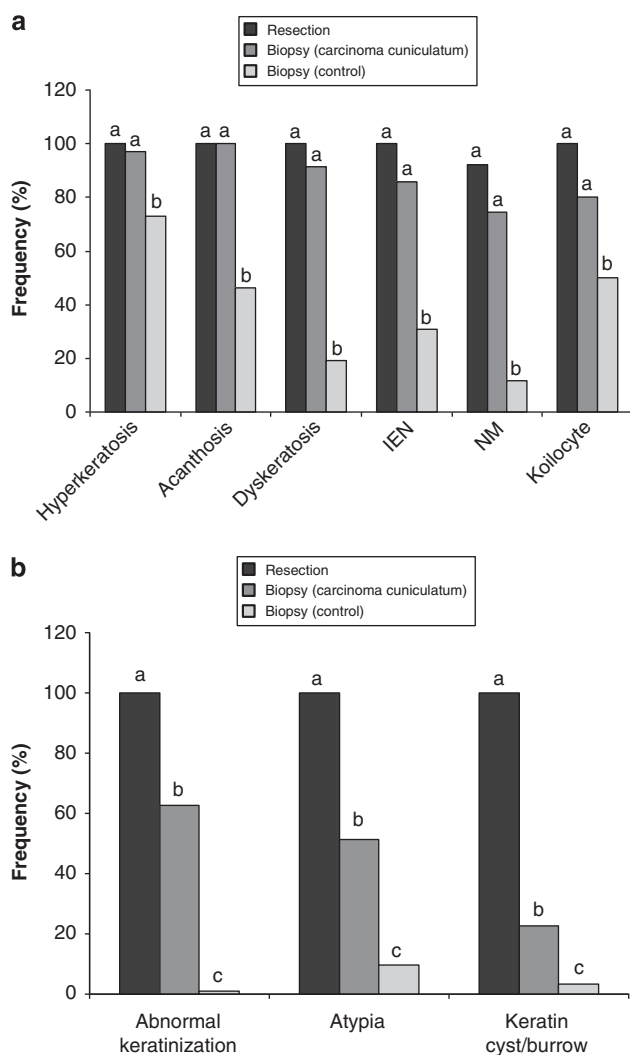 a
Resection
Biopsy (carcinoma cuniculatum)
Biopsy (control)
Frequency (%)
120
100
80
60
40
20
0
a a b
a a b
a a b
a a b
a a b
a a b
Hyperkeratosis
Acanthosis
Dyskeratosis
IEN
NM
Koilocyte
b
Resection
Biopsy (carcinoma cuniculatum)
Biopsy (control)
Frequency (%)
120
100
80
60
40
20
0
a b c
a b c
a b c
Abnormal
keratinization
Atypia
Keratin
cyst/burrow